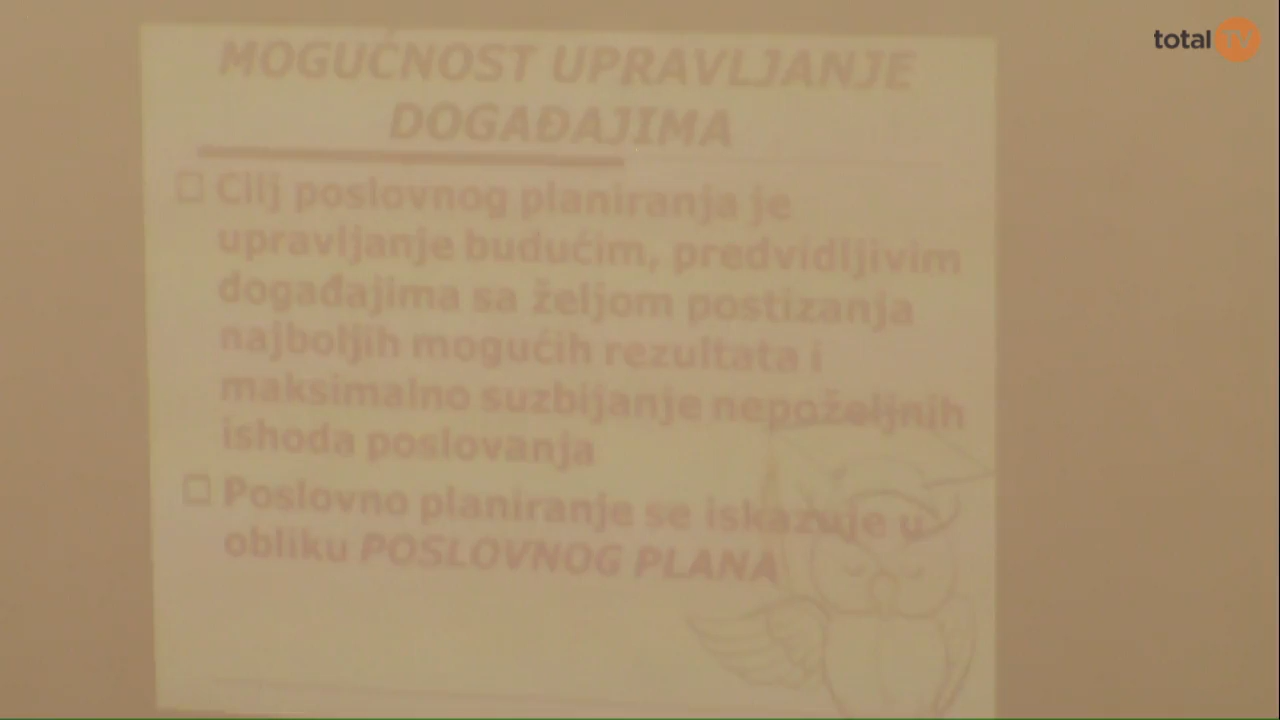 total TV
MOGUĆNOST UPRAVLJANJE
DOGAĐAJIMA
Cilj poslovnog planiranja je
upravljanje budućim, predvidljivim
događajima sa željom postizanja
najboljih mogućih rezultata i
maksimalno suzbijanje nepoželjnih
ishoda poslovanja
Poslovno planiranje se iskazuje u
obliku POSLOVNOG PLANA